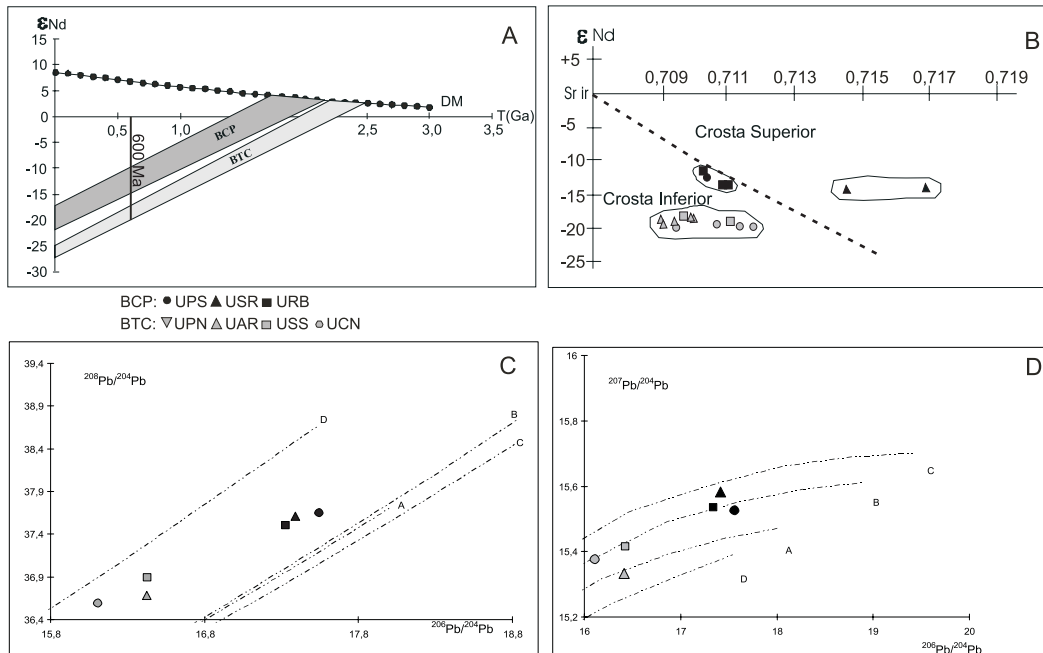 εNd
A
15
10
5
0
-5
-10
-15
-20
-25
-30
0,5
1,0
2,5
3,0
3,5
DM
T(Ga)
BCP
BTC
600 Ma
εNd
B
+5
Sr ir
-5
-10
-15
-20
-25
0,709 0,711 0,713 0,715 0,717 0,719
Crosta Superior
Crosta Inferior
BCP: UPS USR URB
BTC: UPN UAR USS UCN
C
208Pb/204Pb
39,4
38,9
38,4
37,9
37,4
36,9
36,4
15,8 16,8 17,8 18,8
206Pb/204Pb
D
B
C
A
D
207Pb/204Pb
16
15,8
15,6
15,4
15,2
16 17 18 19 20
206Pb/204Pb
C
B
A
D